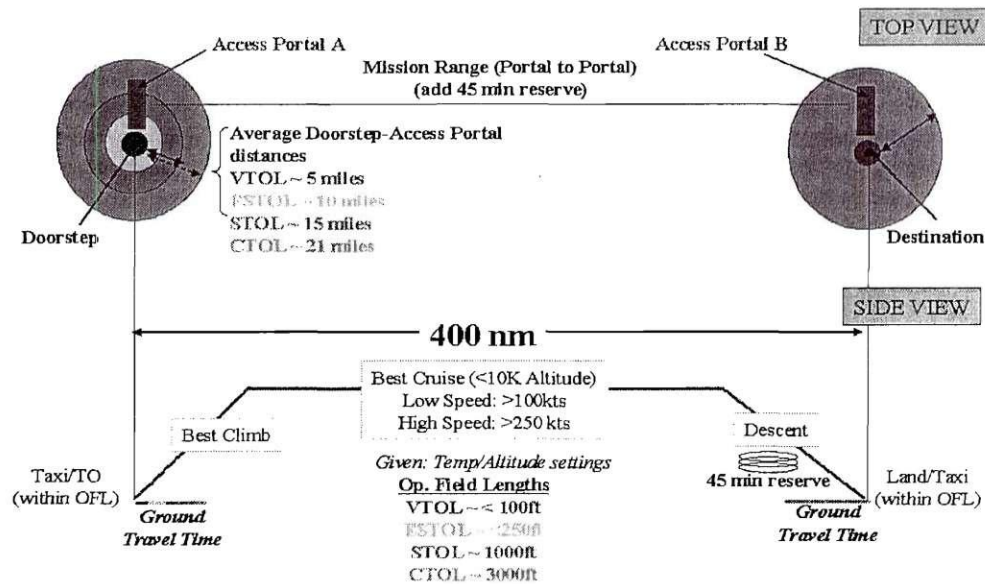 TOP VIEW
Access Portal A
Access Portal B
Mission Range (Portal to Portal)
(add 45 min reserve)
Average Doorstep-Access Portal
distances
VTOL ~ 5 miles
ESTOL ~ 10 miles
STOL ~ 15 miles
CTOL ~ 21 miles
Doorstep
Destination
SIDE VIEW
400 nm
Best Cruise (<10K Altitude)
Low Speed: >100kts
High Speed: >250 kts
Best Climb
Descent
Given: Temp/Altitude settings
Op. Field Lengths
VTOL ~ < 100ft
ESTOL ~ <250ft
STOL ~ 1000ft
CTOL ~ 3000ft
45 min reserve
Taxi/TO
(within OFL)
Land/Taxi
(within OFL)
Ground
Travel Time
Ground
Travel Time